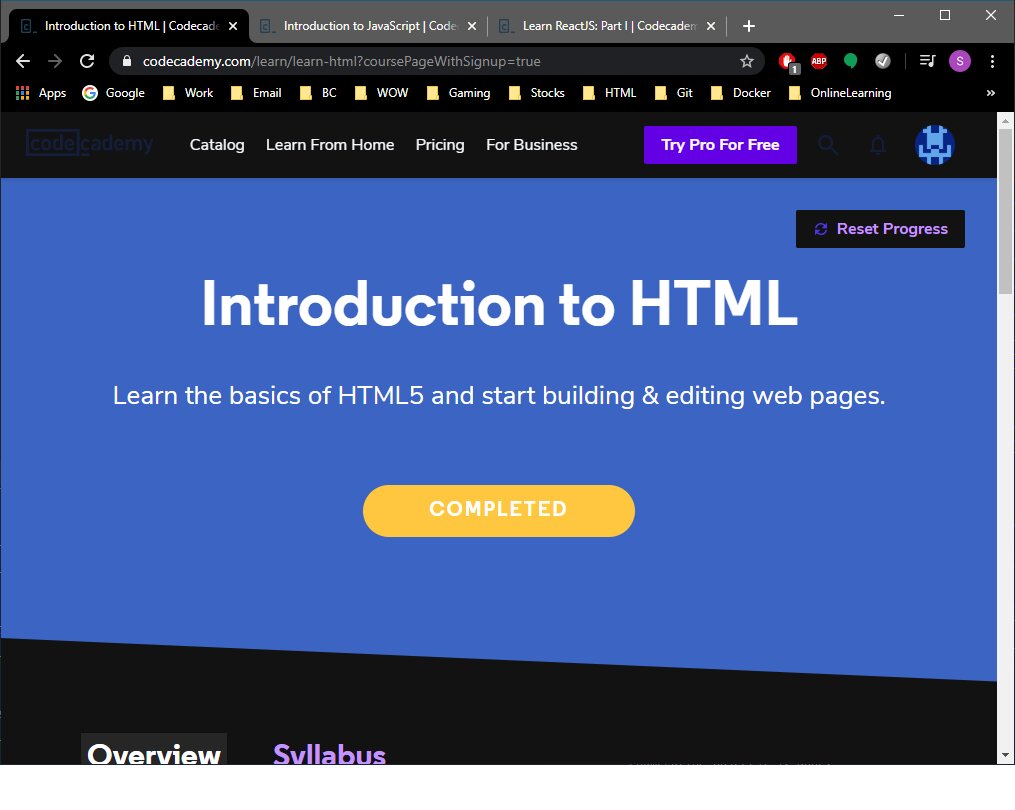 Introduction to HTML | Codecade
Introduction to JavaScript | Code
Learn ReactJS: Part I | Codecadem
codecademy.com/learn/learn-html?coursePageWithSignup=true
1
ABP
S
Apps
Google
Work
Email
BC
WOW
Gaming
Stocks
HTML
Git
Docker
OnlineLearning
»
codecademy
Catalog
Learn From Home
Pricing
For Business
Try Pro For Free
Reset Progress
Introduction to HTML
Learn the basics of HTML5 and start building & editing web pages.
COMPLETED
Overview
Syllabus